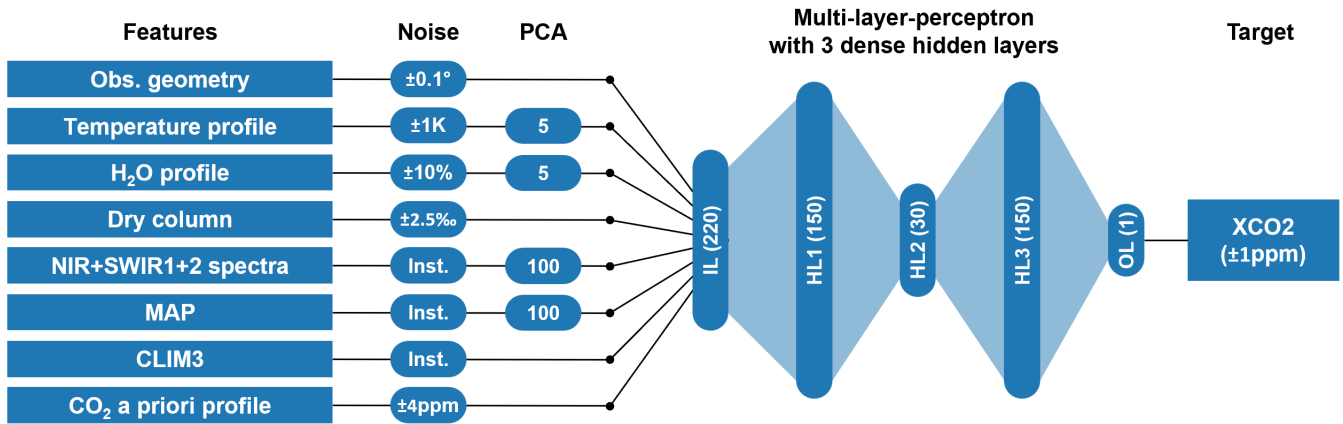 Features Noise PCA Multi-layer-perceptron with 3 dense hidden layers Target
Obs. geometry ±0.1°
Temperature profile ±1K 5
H₂O profile ±10% 5
Dry column ±2.5‰
NIR+SWIR1+2 spectra Inst. 100
MAP Inst. 100
CLIM3 Inst.
CO₂ a priori profile ±4ppm
IL (220)
HL1 (150)
HL2 (30)
HL3 (150)
OL (1)
XCO2
(±1ppm)